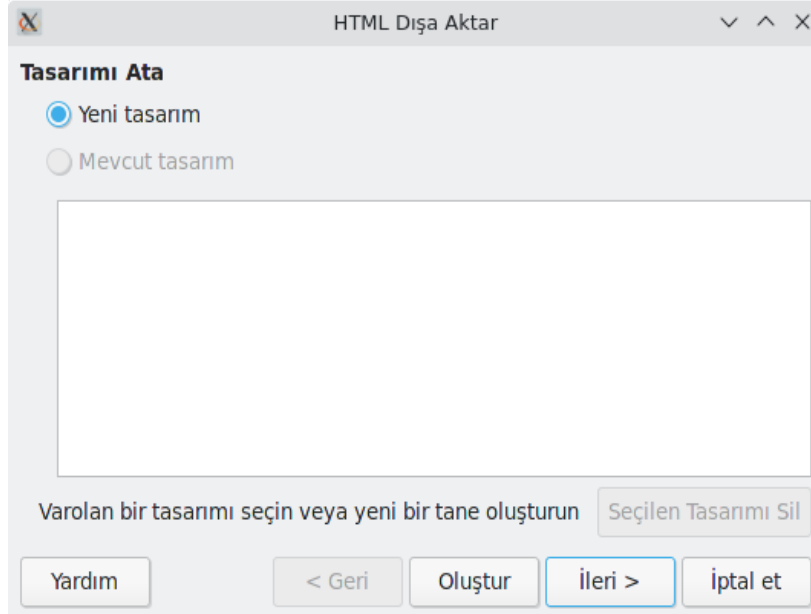 HTML Dışa Aktar
Tasarımı Ata
Yeni tasarım
Mevcut tasarım
Varolan bir tasarımı seçin veya yeni bir tane oluşturun Seçilen Tasarımı Sil
Yardım < Geri Oluştur İleri > İptal et